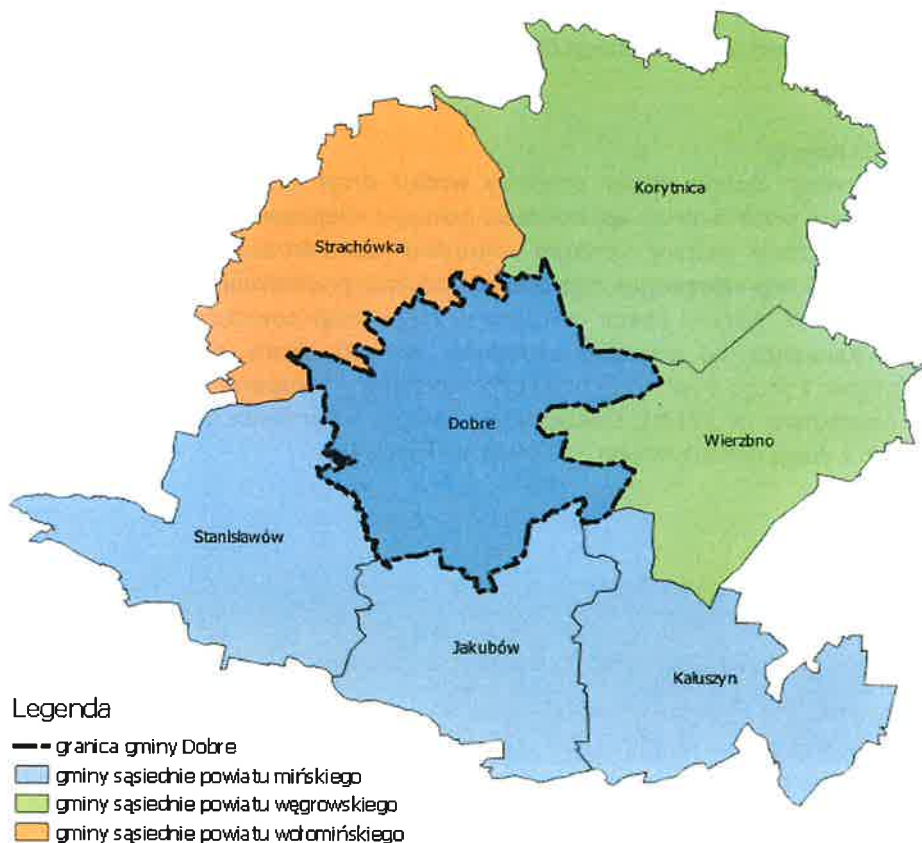 Korytnica
Strachówka
Dobre
Wierzbno
Stanisławów
Jakubów
Kałuszyn
Legenda
granica gminy Dobre
gminy sąsiednie powiatu mińskiego
gminy sąsiednie powiatu węgrowskiego
gminy sąsiednie powiatu wołomińskiego